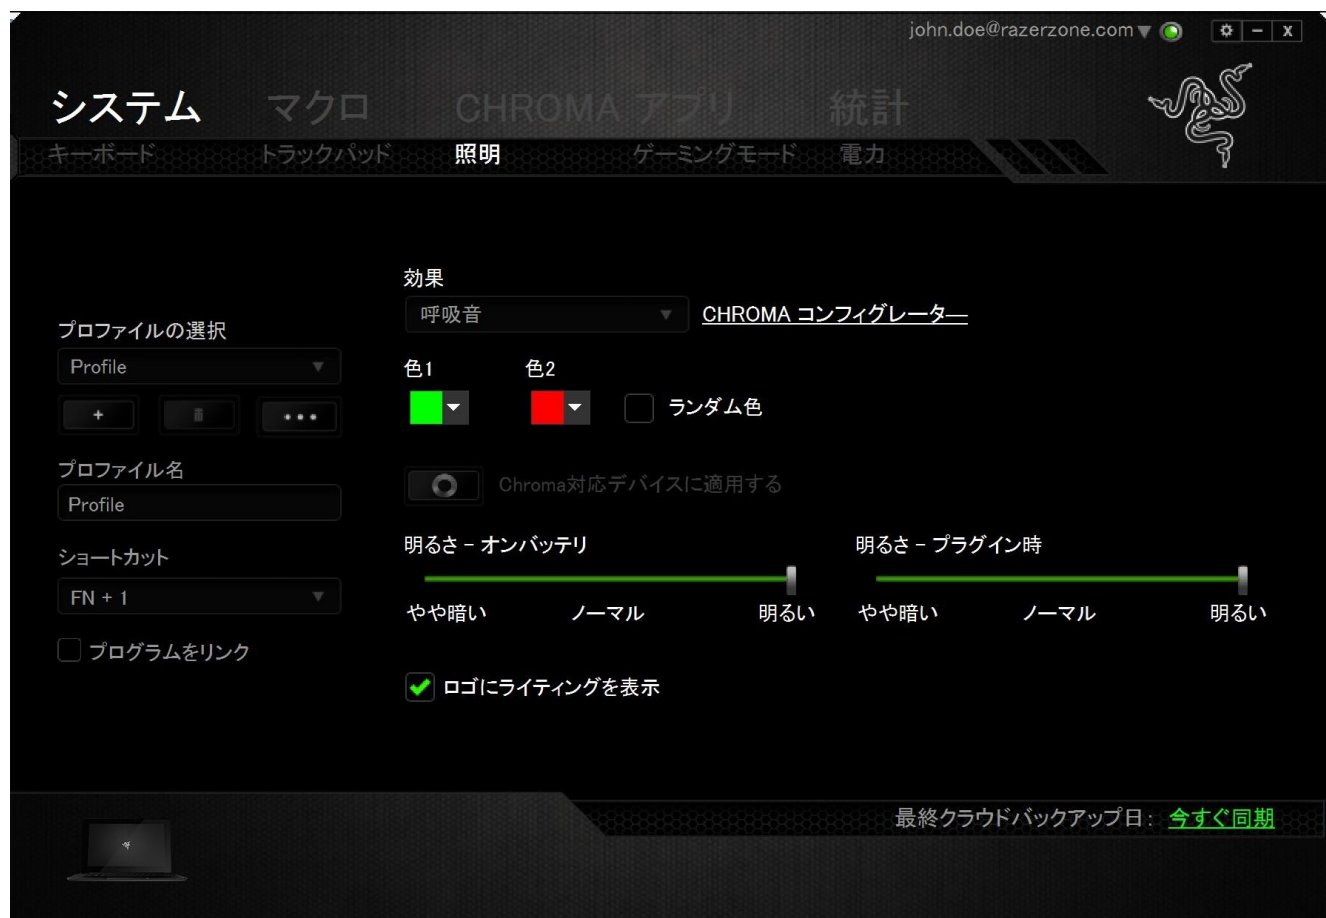 john.doe@razerzone.com
システム マクロ CHROMA アプリ 統計
キーボード トラックパッド 照明 ゲーミングモード 電力
効果
呼吸音 CHROMA コンフィグレーター―
プロファイルの選択
Profile
色1 色2
ランダム色
プロファイル名
Profile
Chroma対応デバイスに適用する
ショートカット
FN + 1
明るさ – オンバッテリ 明るさ – プラグイン時
やや暗い ノーマル 明るい やや暗い ノーマル 明るい
プログラムをリンク
ロゴにライティングを表示
最終クラウドバックアップ日: 今すぐ同期